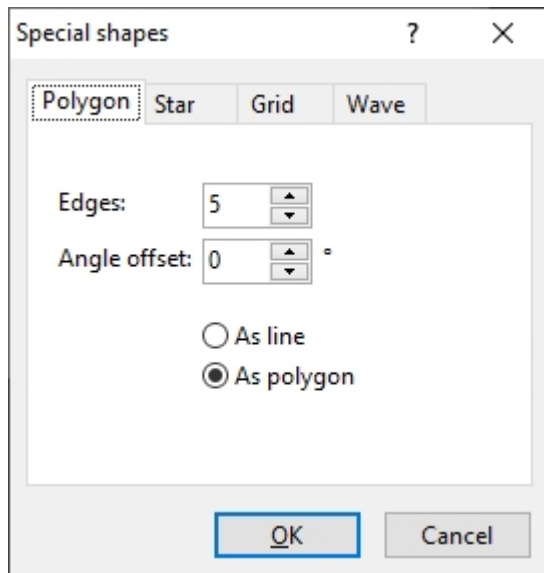 Special shapes ?
Polygon Star Grid Wave
Edges: 5
Angle offset: 0 °
As line
As polygon
OK Cancel